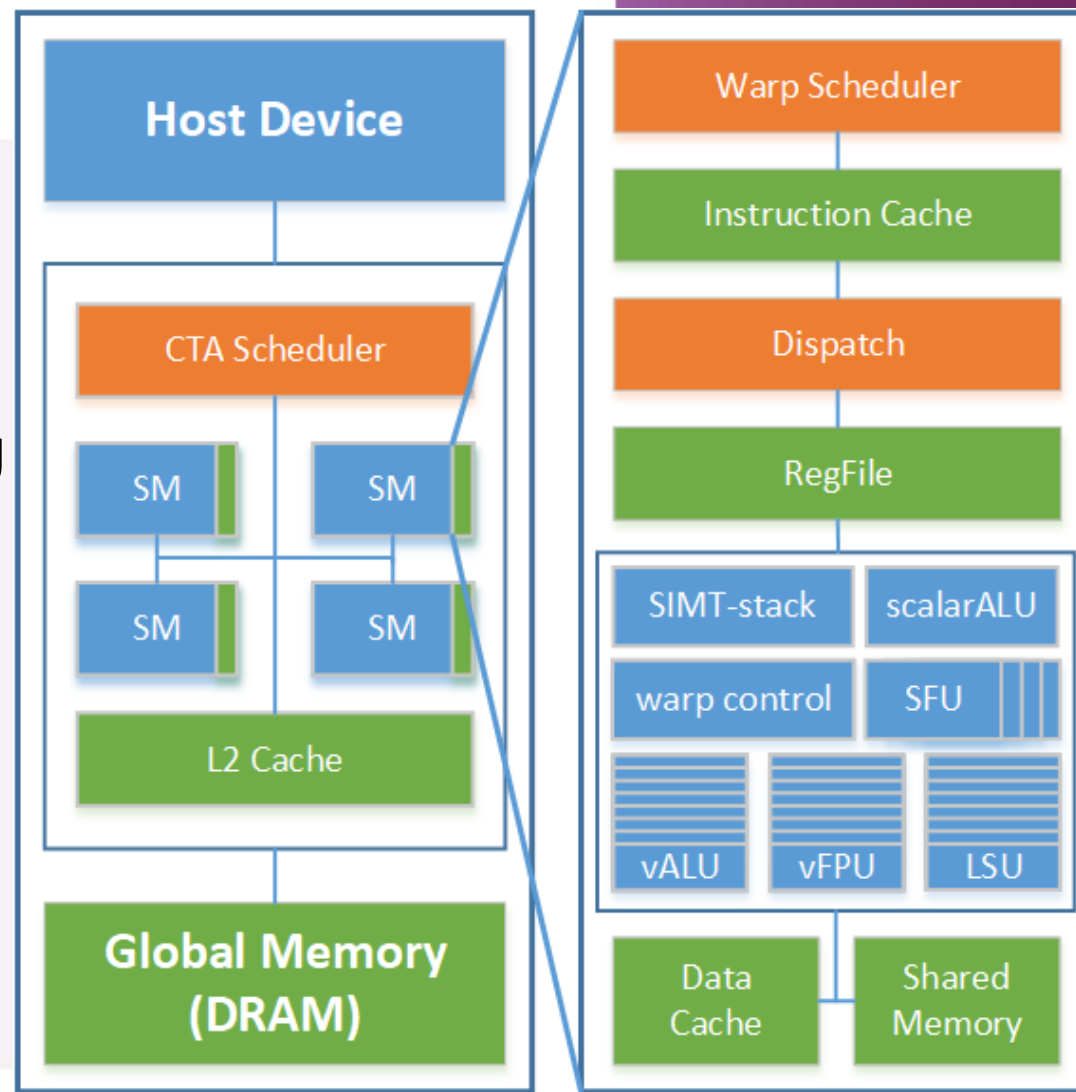 Host Device
CTA Scheduler
SM
SM
SM
SM
L2 Cache
Global Memory
(DRAM)
Warp Scheduler
Instruction Cache
Dispatch
RegFile
SIMT-stack
scalarALU
warp control
SFU
vALU
vFPU
LSU
Data
Cache
Shared
Memory